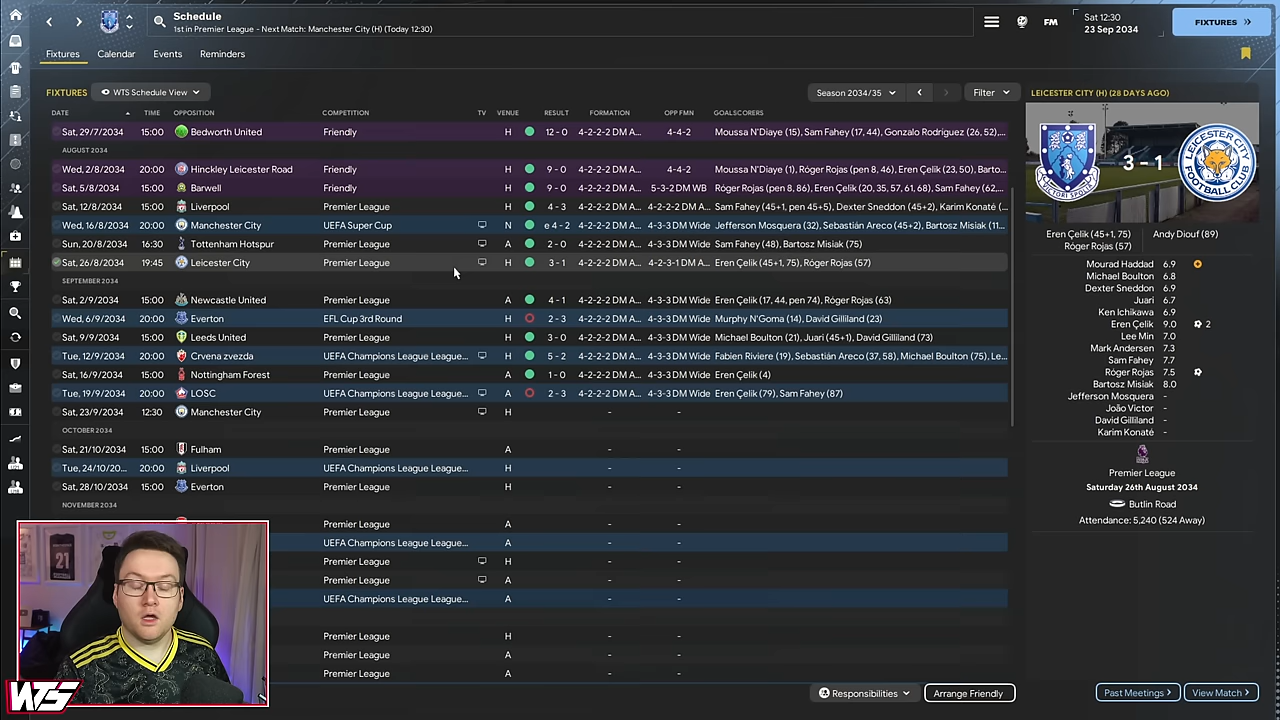 Schedule
1st in Premier League - Next Match: Manchester City (H) (Today 12:30)
FM
Sat 12:30
23 Sep 2034
FIXTURES
Fixtures Calendar Events Reminders
FIXTURES WTS Schedule View Season 2034/35 Filter
DATE TIME OPPOSITION COMPETITION TV VENUE RESULT FORMATION OPP FMN GOALSCORERS
Sat, 29/7/2034 15:00 Bedworth United Friendly H 12 - 0 4-2-2-2 DM A... 4-4-2 Moussa N'Diaye (15), Sam Fahey (17, 44), Gonzalo Rodriguez (26, 52),...
AUGUST 2034
Wed, 2/8/2034 20:00 Hinckley Leicester Road Friendly H 9 - 0 4-2-2-2 DM A... 4-4-2 Moussa N'Diaye (pen 8, 46), Eren Çelik (20, 43, 57), Barto...
Sat, 5/8/2034 15:00 Barwell Friendly H 9 - 0 4-2-2-2 DM A... 5-3-2 DM WB Róger Rojas (pen 8, 86), Eren Çelik (20, 35, 57, 61, 68), Sam Fahey (62,...
Sat, 12/8/2034 15:00 Liverpool Premier League H 4 - 3 4-2-2-2 DM A... 4-2-2-2 DM A... Sam Fahey (45+1, pen 45+5), Dexter Sneddon (45+2), Karim Konaté (...
Wed, 16/8/2034 20:00 Manchester City UEFA Super Cup N e 4 - 2 4-2-2-2 DM A... 4-3-3 DM Wide Jefferson Mosquera (32), Sebastián Areco (45+2), Bartosz Misiak (11...
Sun, 20/8/2034 16:30 Tottenham Hotspur Premier League A 2 - 0 4-2-2-2 DM A... 4-3-3 DM Wide Sam Fahey (48), Bartosz Misiak (75)
Sat, 26/8/2034 19:45 Leicester City Premier League H 3 - 1 4-2-2-2 DM A... 4-2-3-1 DM A... Eren Çelik (45+1, 75), Róger Rojas (57)
SEPTEMBER 2034
Sat, 2/9/2034 15:00 Newcastle United Premier League A 4 - 1 4-2-2-2 DM A... 4-3-3 DM Wide Eren Çelik (17, 44, pen 74), Róger Rojas (63)
Wed, 6/9/2034 20:00 Everton EFL Cup 3rd Round H 2 - 3 4-2-2-2 DM A... 4-3-3 DM Wide Murphy N'Goma (14), David Gilliland (23)
Sat, 9/9/2034 15:00 Leeds United Premier League H 3 - 0 4-2-2-2 DM A... 4-3-3 DM Wide Michael Boulton (21), Juari (45+1), David Gilliland (73)
Tue, 12/9/2034 20:00 Crvena zvezda UEFA Champions League League... H 5 - 2 4-2-2-2 DM A... 4-3-3 DM Wide Fabien Riviere (19), Sebastián Areco (37, 58), Michael Boulton (75), Le...
Sat, 16/9/2034 15:00 Nottingham Forest Premier League A 1 - 0 4-2-2-2 DM A... 4-3-3 DM Wide Eren Çelik (4)
Tue, 19/9/2034 20:00 LOSC UEFA Champions League League... A 2 - 3 4-2-2-2 DM A... 4-3-3 DM Wide Eren Çelik (79), Sam Fahey (87)
Sat, 23/9/2034 12:30 Manchester City Premier League H - -
OCTOBER 2034
Sat, 21/10/2034 15:00 Fulham Premier League A - -
Tue, 24/10/20... 20:00 Liverpool UEFA Champions League League... H - -
Sat, 28/10/2034 15:00 Everton Premier League H - -
NOVEMBER 2034
Premier League A - -
UEFA Champions League League... A - -
Premier League H - -
Premier League A - -
UEFA Champions League League... A - -
Premier League H - -
Premier League A - -
Premier League A - -
Responsibilities Arrange Friendly
LEICESTER CITY (H) (28 DAYS AGO)
3 - 1
LEICESTER CITY
FOOTBALL CLUB
Eren Çelik (45+1, 75) Andy Diouf (89)
Róger Rojas (57)
Mourad Haddad 6.9
Michael Boulton 6.8
Dexter Sneddon 6.9
Juari 6.7
Ken Ichikawa 6.9
Eren Çelik 9.0 2
Lee Min 7.0
Mark Andersen 7.3
Sam Fahey 7.7
Róger Rojas 7.5
Bartosz Misiak 8.0
Jefferson Mosquera -
João Victor -
David Gilliland -
Karim Konaté -
Premier League
Saturday 26th August 2034
Butlin Road
Attendance: 5,240 (524 Away)
Past Meetings View Match
21
WTS